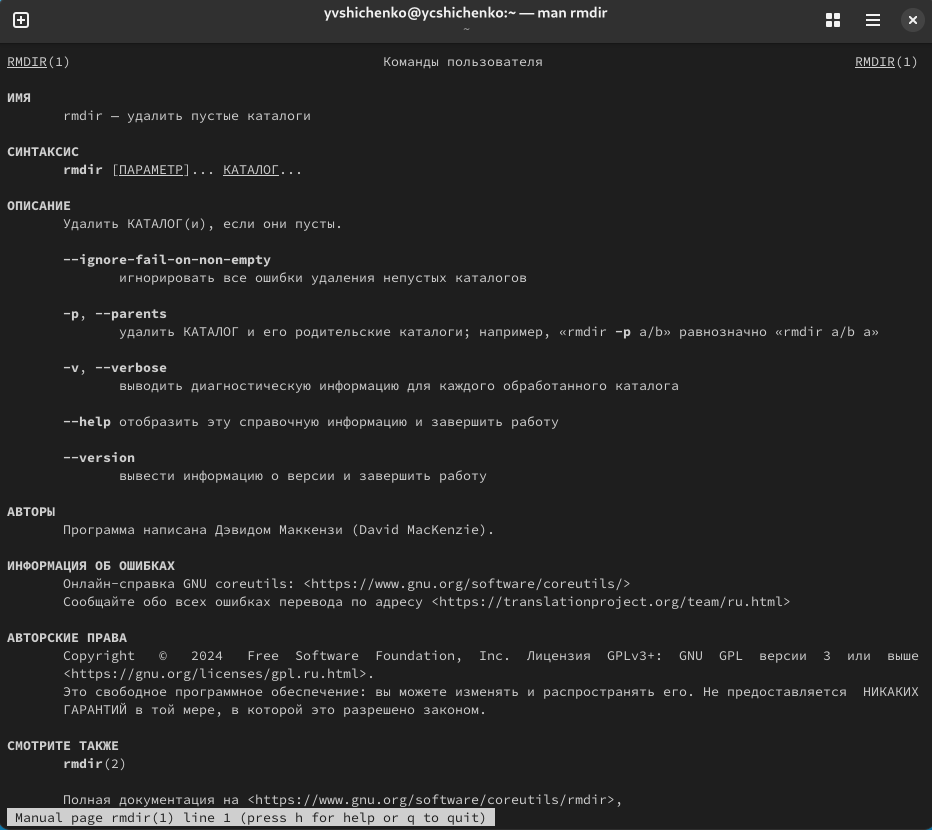 yvshichenko@ycshichenko:~ — man rmdir
~
RMDIR(1) Команды пользователя RMDIR(1)
ИМЯ
rmdir — удалить пустые каталоги
СИНТАКСИС
rmdir [ПАРАМЕТР]... КАТАЛОГ...
ОПИСАНИЕ
Удалить КАТАЛОГ(и), если они пусты.
--ignore-fail-on-non-empty
игнорировать все ошибки удаления непустых каталогов
-p, --parents
удалить КАТАЛОГ и его родительские каталоги; например, «rmdir -p a/b» равнозначно «rmdir a/b a»
-v, --verbose
выводить диагностическую информацию для каждого обработанного каталога
--help отобразить эту справочную информацию и завершить работу
--version
вывести информацию о версии и завершить работу
АВТОРЫ
Программа написана Дэвидом Маккензи (David MacKenzie).
ИНФОРМАЦИЯ ОБ ОШИБКАХ
Онлайн-справка GNU coreutils: <https://www.gnu.org/software/coreutils/>
Сообщайте обо всех ошибках перевода по адресу <https://translationproject.org/team/ru.html>
АВТОРСКИЕ ПРАВА
Copyright © 2024 Free Software Foundation, Inc. Лицензия GPLv3+: GNU GPL версии 3 или выше
<https://gnu.org/licenses/gpl.ru.html>.
Это свободное программное обеспечение: вы можете изменять и распространять его. Не предоставляется НИКАКИХ
ГАРАНТИЙ в той мере, в которой это разрешено законом.
СМОТРИТЕ ТАКЖЕ
rmdir(2)
Полная документация на <https://www.gnu.org/software/coreutils/rmdir>,
Manual page rmdir(1) line 1 (press h for help or q to quit)